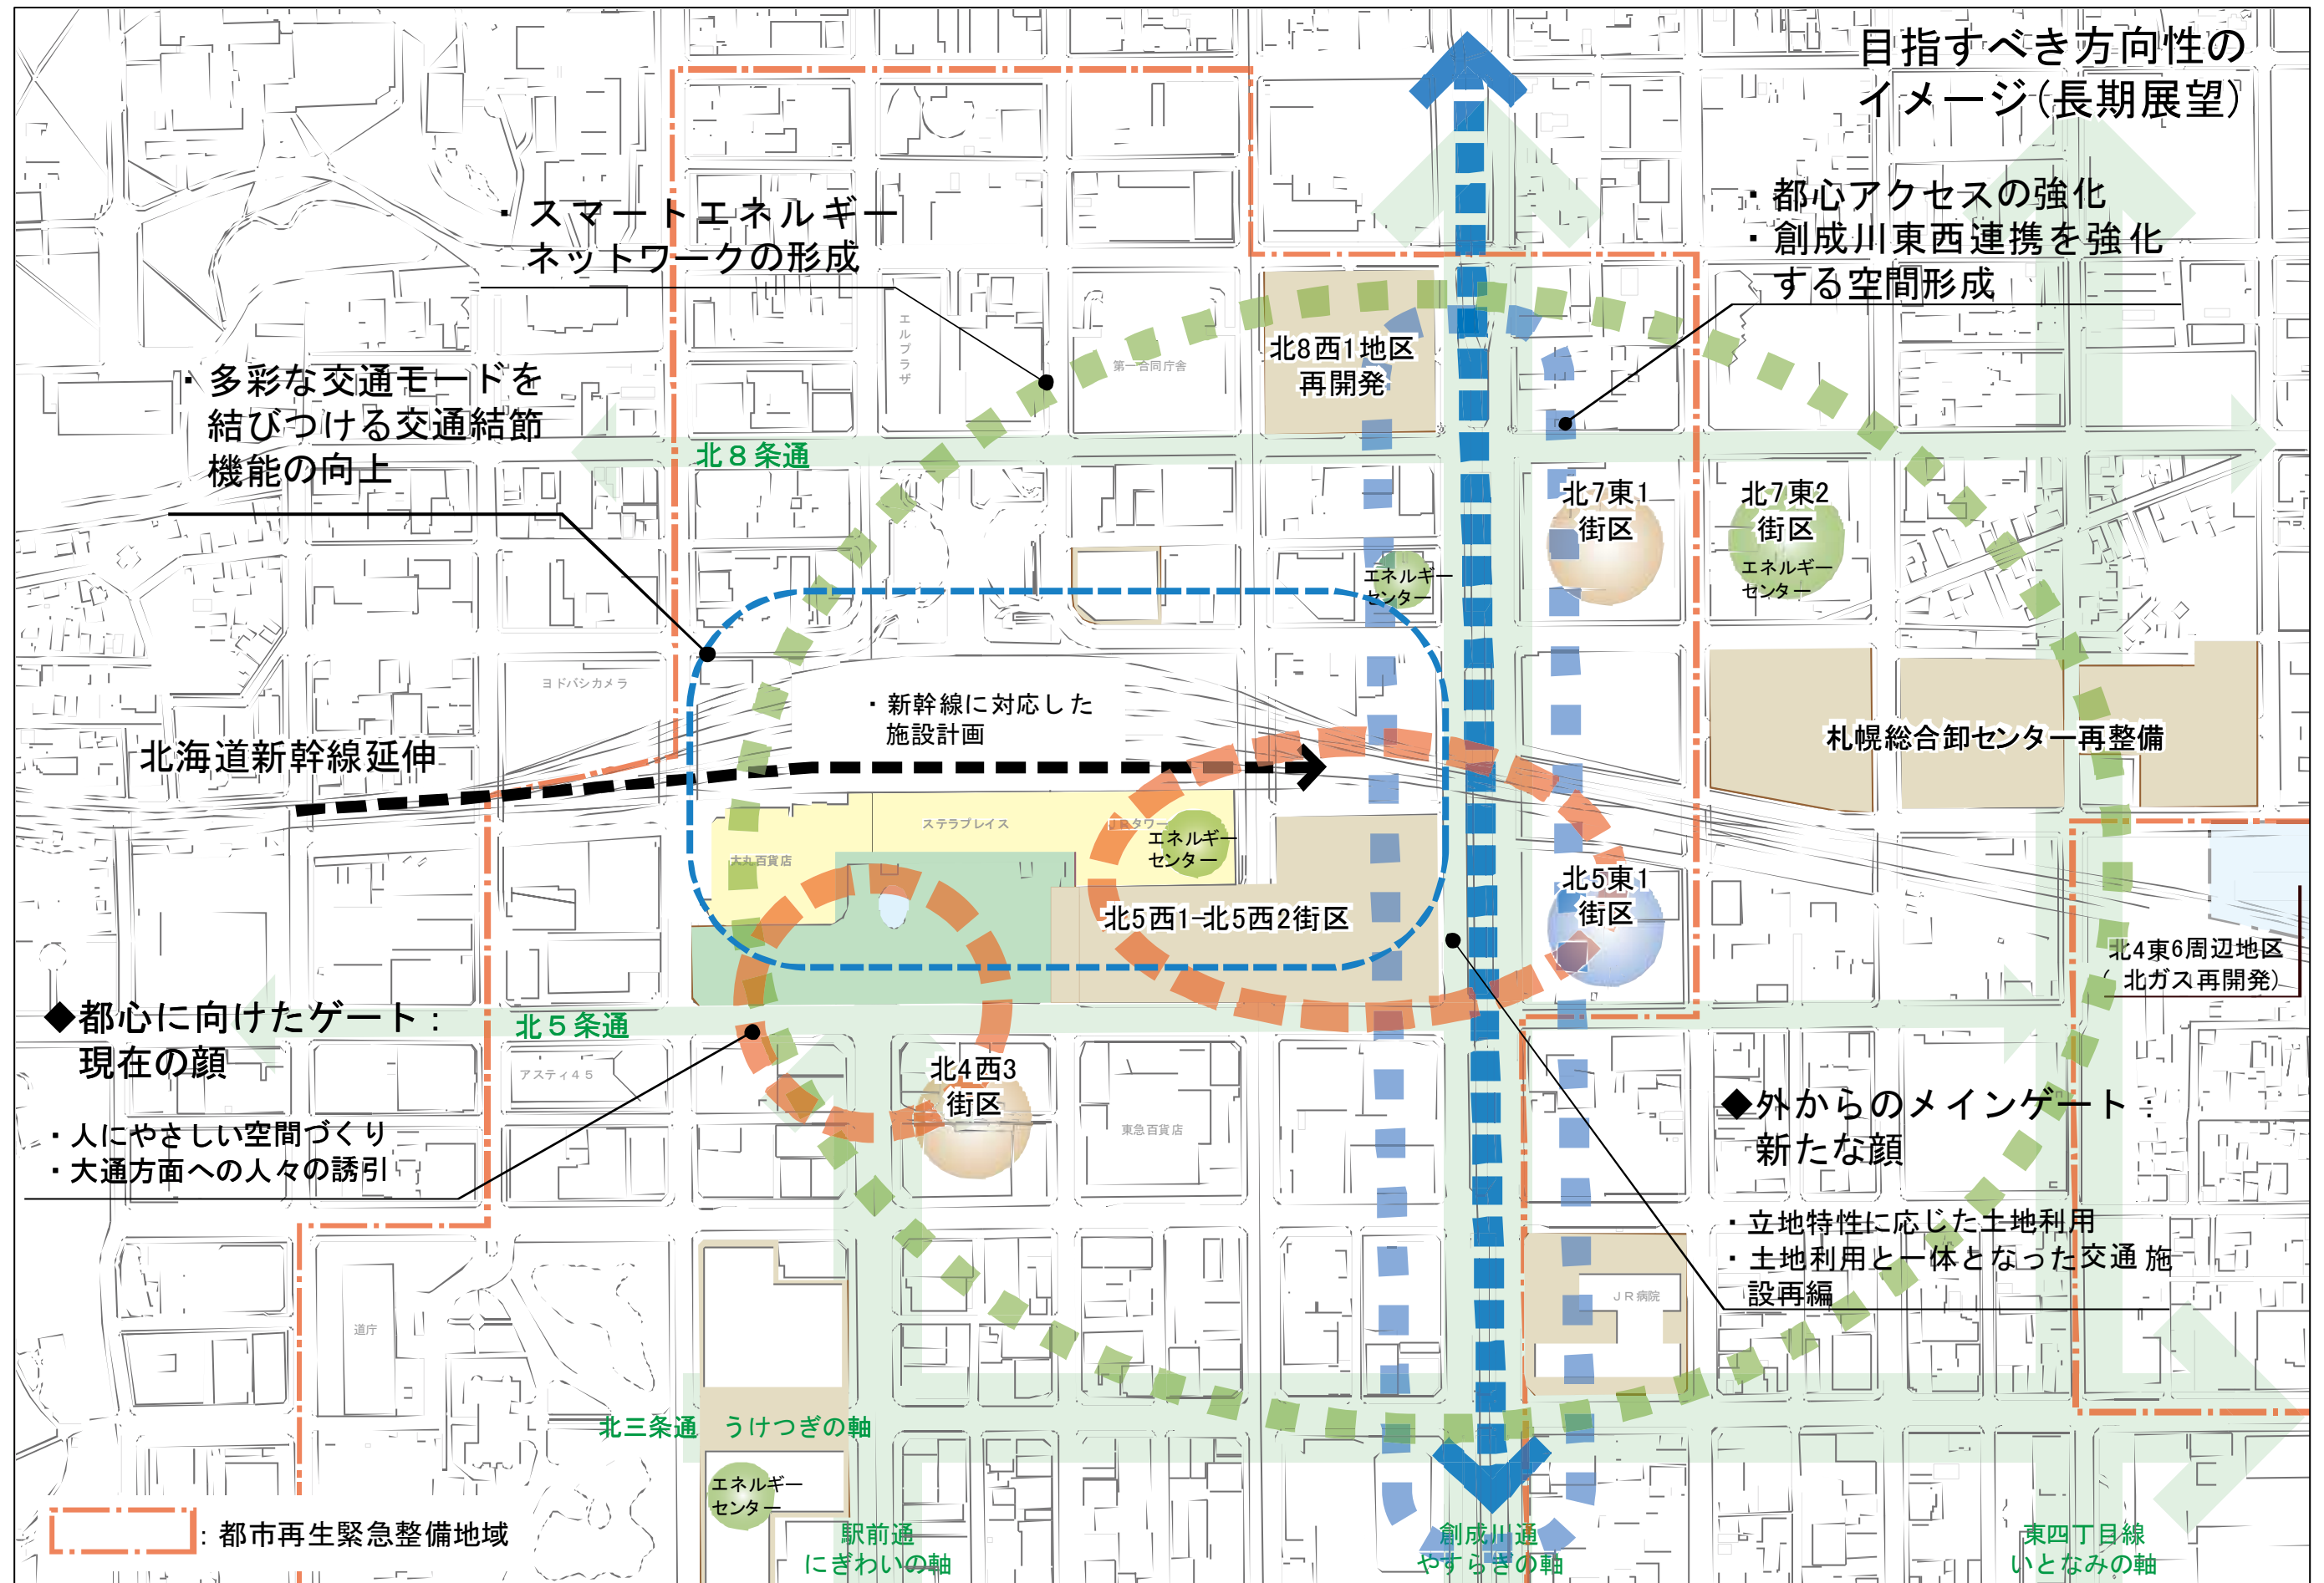 目指すべき方向性の
イメージ(長期展望)
・スマートエネルギー
ネットワークの形成
・都心アクセスの強化
・創成川東西連携を強化
する空間形成
エルプラザ
第一合同庁舎
北8西1地区
再開発
・多彩な交通モードを
結びつける交通結節
機能の向上
北８条通
北7東1
街区
北7東2
街区
エネルギー
センター
エネルギー
センター
ヨドバシカメラ
・新幹線に対応した
施設計画
北海道新幹線延伸
札幌総合卸センター再整備
ステラプレイス
JRタワー
エネルギー
センター
大丸百貨店
北5西1-北5西2街区
北5東1
街区
北4東6周辺地区
(北ガス再開発)
◆都心に向けたゲート：
現在の顔
北５条通
アスティ４５
北4西3
街区
東急百貨店
・人にやさしい空間づくり
・大通方面への人々の誘引
◆外からのメインゲート：
新たな顔
・立地特性に応じた土地利用
・土地利用と一体となった交通施
設再編
ＪＲ病院
道庁
北三条通　うけつぎの軸
エネルギー
センター
：都市再生緊急整備地域
駅前通
にぎわいの軸
創成川通
やすらぎの軸
東四丁目線
いとなみの軸